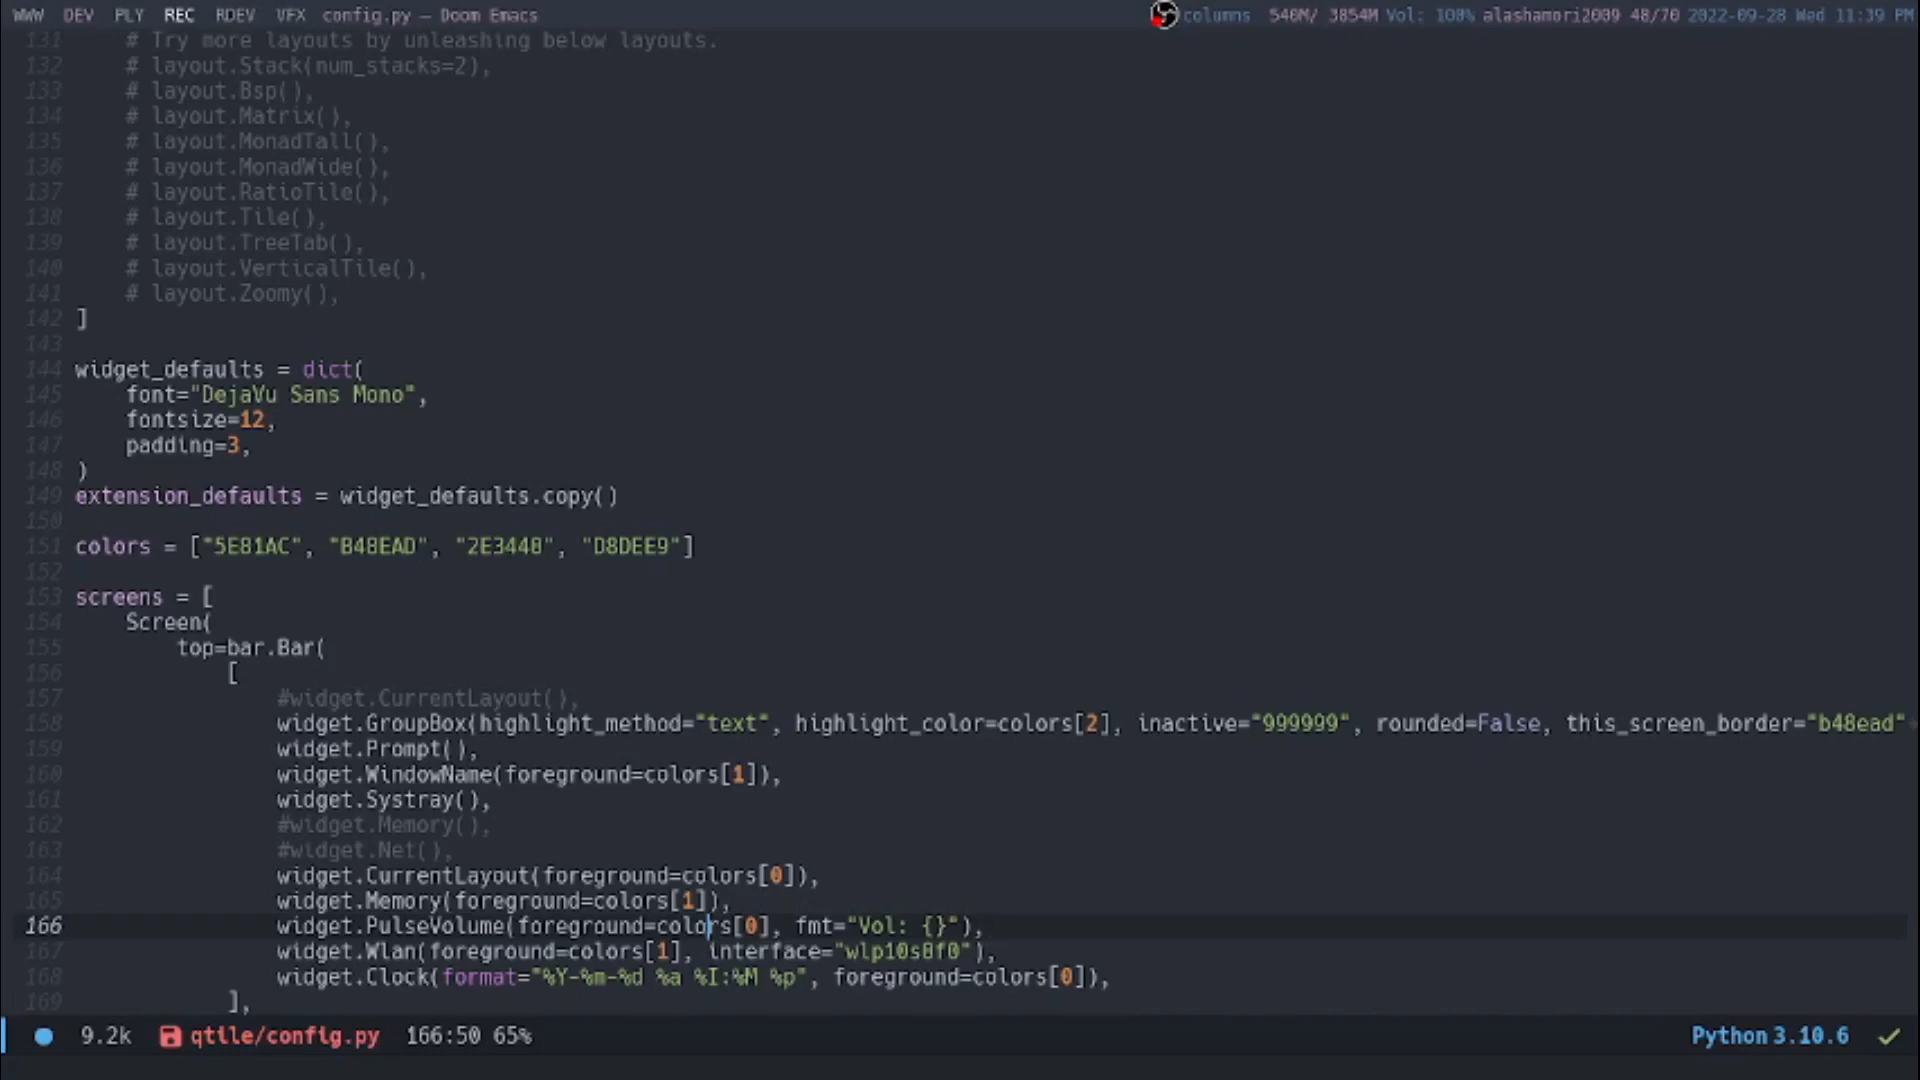 WWW DEV PLY REC RDEV VFX config.py — Doom Emacs columns 540M/ 3854M Vol: 100% alashamori2009 48/70 2022-09-28 Wed 11:39 PM
131 # Try more layouts by unleashing below layouts.
132 # layout.Stack(num_stacks=2),
133 # layout.Bsp(),
134 # layout.Matrix(),
135 # layout.MonadTall(),
136 # layout.MonadWide(),
137 # layout.RatioTile(),
138 # layout.Tile(),
139 # layout.TreeTab(),
140 # layout.VerticalTile(),
141 # layout.Zoomy(),
142 ]
143
144 widget_defaults = dict(
145 font="DejaVu Sans Mono",
146 fontsize=12,
147 padding=3,
148 )
149 extension_defaults = widget_defaults.copy()
150
151 colors = ["5E81AC", "B48EAD", "2E3440", "D8DEE9"]
152
153 screens = [
154 Screen(
155 top=bar.Bar(
156 [
157 #widget.CurrentLayout(),
158 widget.GroupBox(highlight_method="text", highlight_color=colors[2], inactive="999999", rounded=False, this_screen_border="b48ead"
159 widget.Prompt(),
160 widget.WindowName(foreground=colors[1]),
161 widget.Systray(),
162 #widget.Memory(),
163 #widget.Net(),
164 widget.CurrentLayout(foreground=colors[0]),
165 widget.Memory(foreground=colors[1]),
166 widget.PulseVolume(foreground=colors[0], fmt="Vol: {}"),
167 widget.Wlan(foreground=colors[1], interface="wlp10s0f0"),
168 widget.Clock(format="%Y-%m-%d %a %I:%M %p", foreground=colors[0]),
169 ],
9.2k qtile/config.py 166:50 65% Python 3.10.6